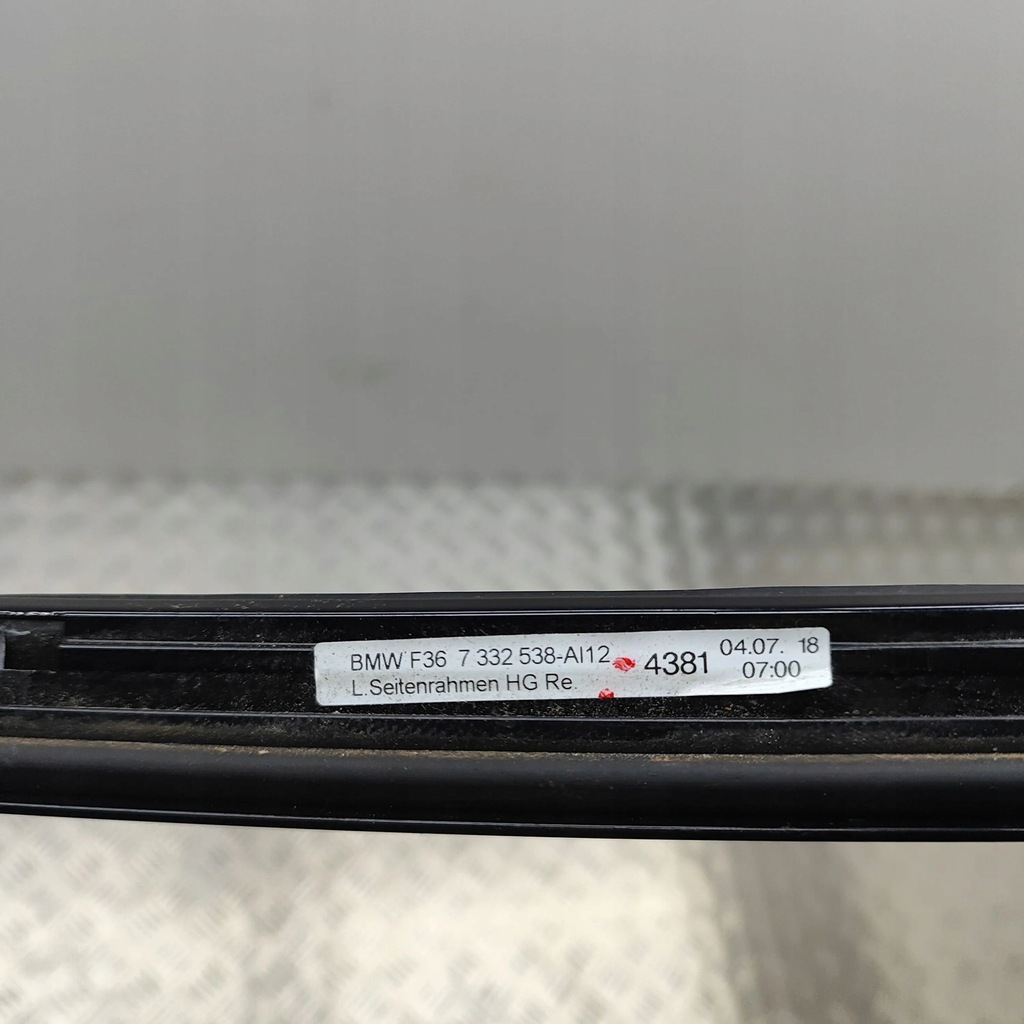 BMW F36 7 332 538-AI12 4381 04.07. 18
L.Seitenrahmen HG Re. 07:00